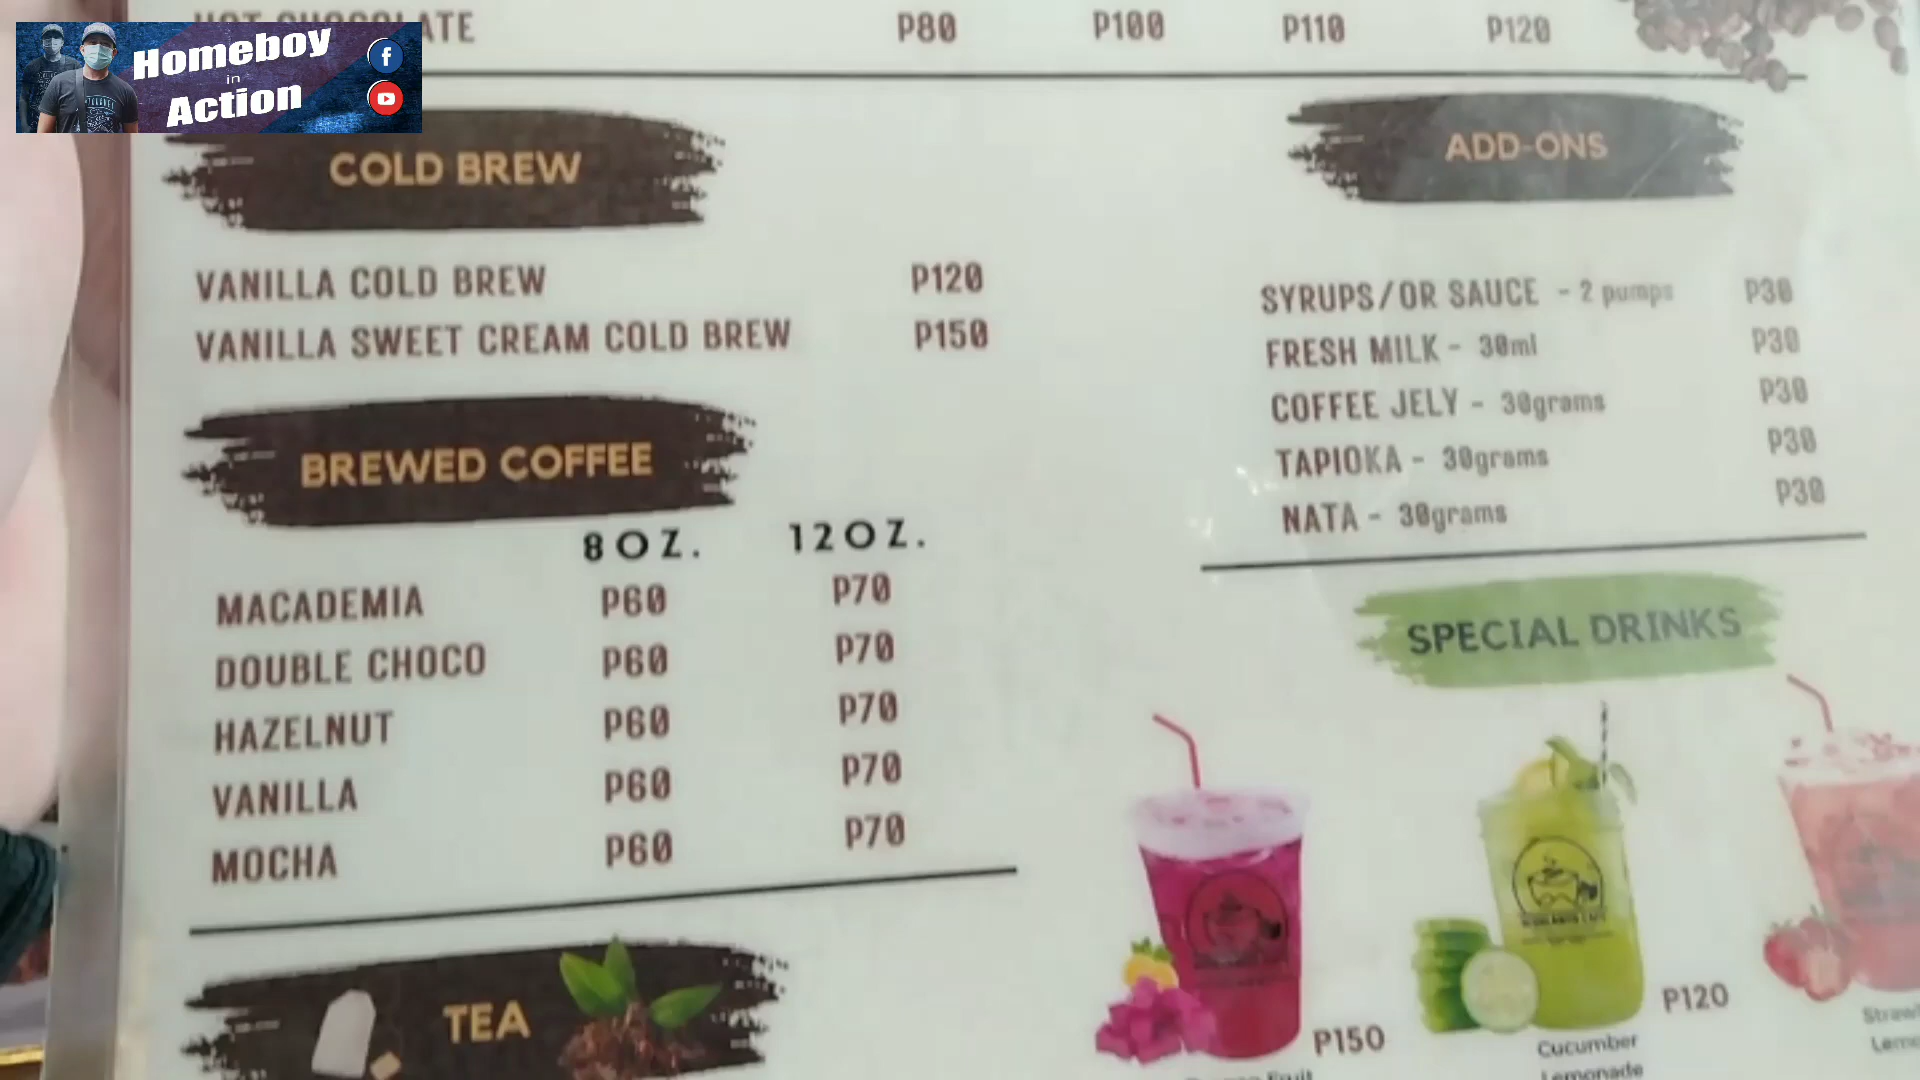 HOT CHOCOLATE P80 P100 P110 P120
Homeboy
in
Action
COLD BREW
VANILLA COLD BREW P120
VANILLA SWEET CREAM COLD BREW P150
BREWED COFFEE
8OZ. 12OZ.
MACADEMIA P60 P70
DOUBLE CHOCO P60 P70
HAZELNUT P60 P70
VANILLA P60 P70
MOCHA P60 P70
TEA
ADD-ONS
SYRUPS/OR SAUCE - 2 pumps P30
FRESH MILK - 30ml P30
COFFEE JELY - 30grams P30
TAPIOKA - 30grams P30
NATA - 30grams P30
SPECIAL DRINKS
P150
Fruit
P120
Cucumber
Lemonade